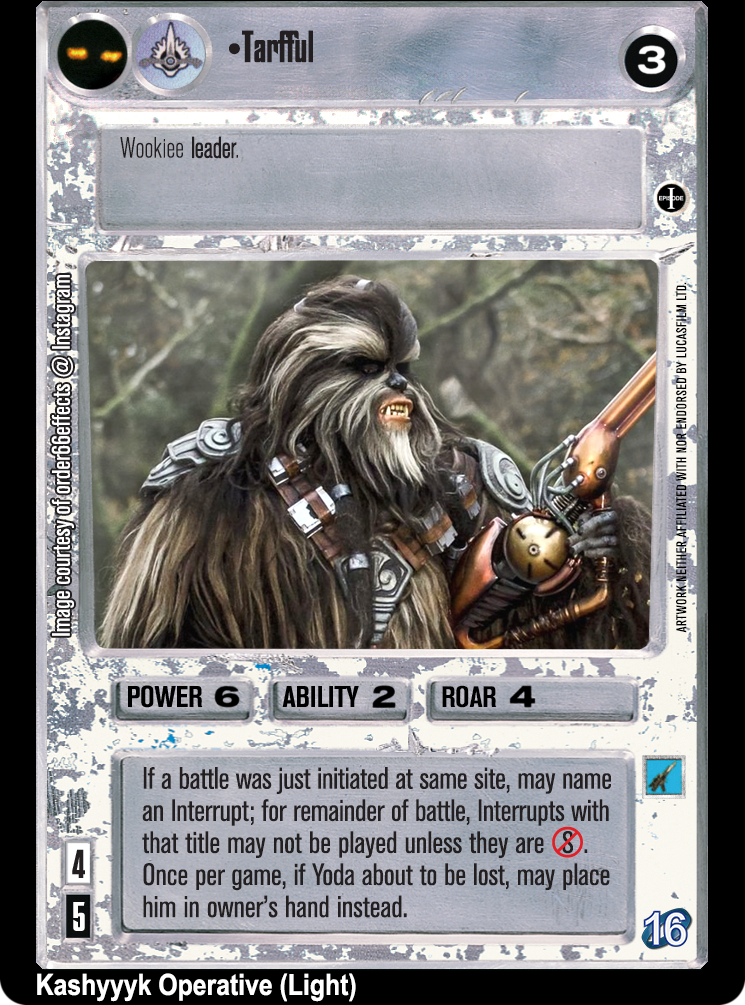 •Tarfful
3
Wookiee leader.
EPISODE I
Image courtesy of order66effects @ Instagram
ARTWORK NEITHER AFFILIATED WITH NOR ENDORSED BY LUCASFILM LTD.
POWER 6
ABILITY 2
ROAR 4
If a battle was just initiated at same site, may name
an Interrupt; for remainder of battle, Interrupts with
that title may not be played unless they are 8.
Once per game, if Yoda about to be lost, may place
him in owner's hand instead.
4
5
16
Kashyyyk Operative (Light)